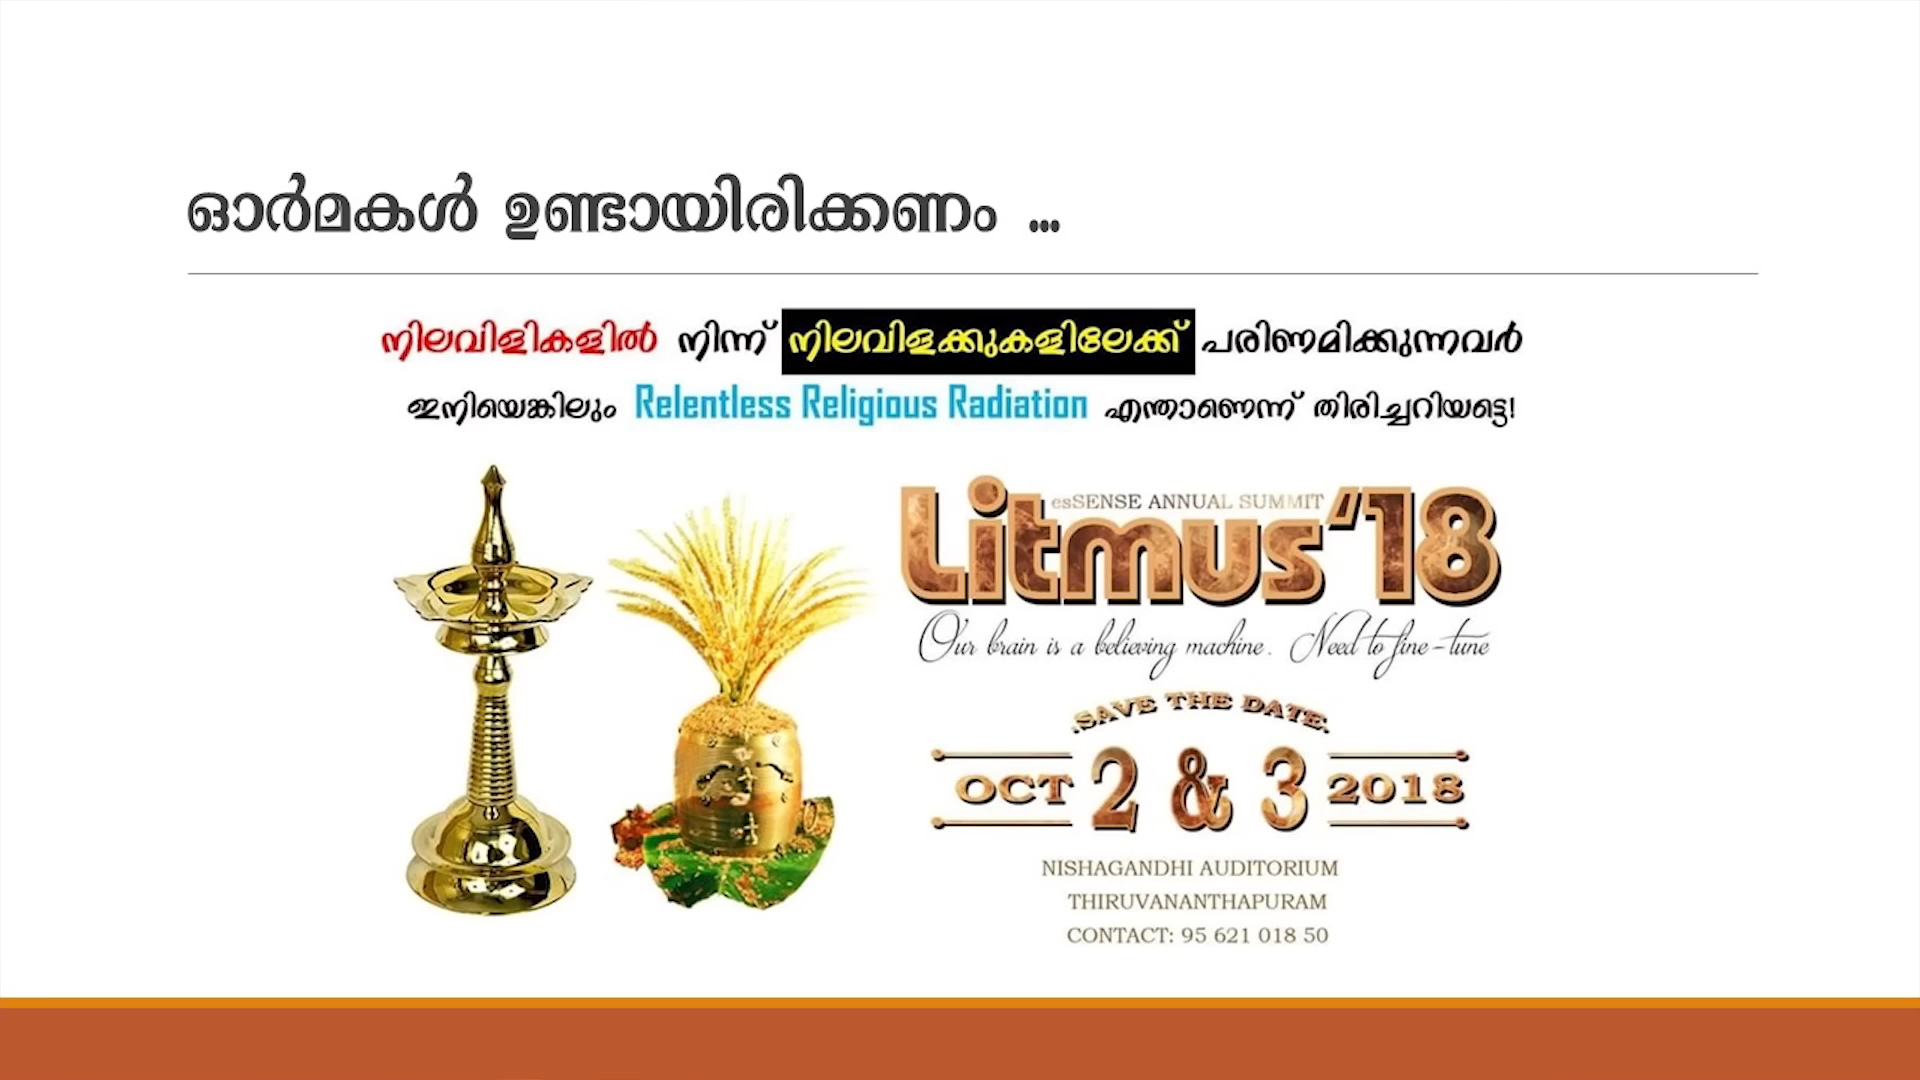 ഓർമകൾ ഉണ്ടായിരിക്കണം ...
നിലവിളികളിൽ നിന്ന് നിലവിളക്കുകളിലേക്ക് പരിണമിക്കുന്നവർ
ഇനിയെങ്കിലും Relentless Religious Radiation എന്താണെന്ന് തിരിച്ചറിയട്ടെ!
esSENSE ANNUAL SUMMIT
Litmus'18
Our brain is a believing machine. Need to fine-tune
SAVE THE DATE
OCT 2 & 3 2018
NISHAGANDHI AUDITORIUM
THIRUVANANTHAPURAM
CONTACT: 95 621 018 50